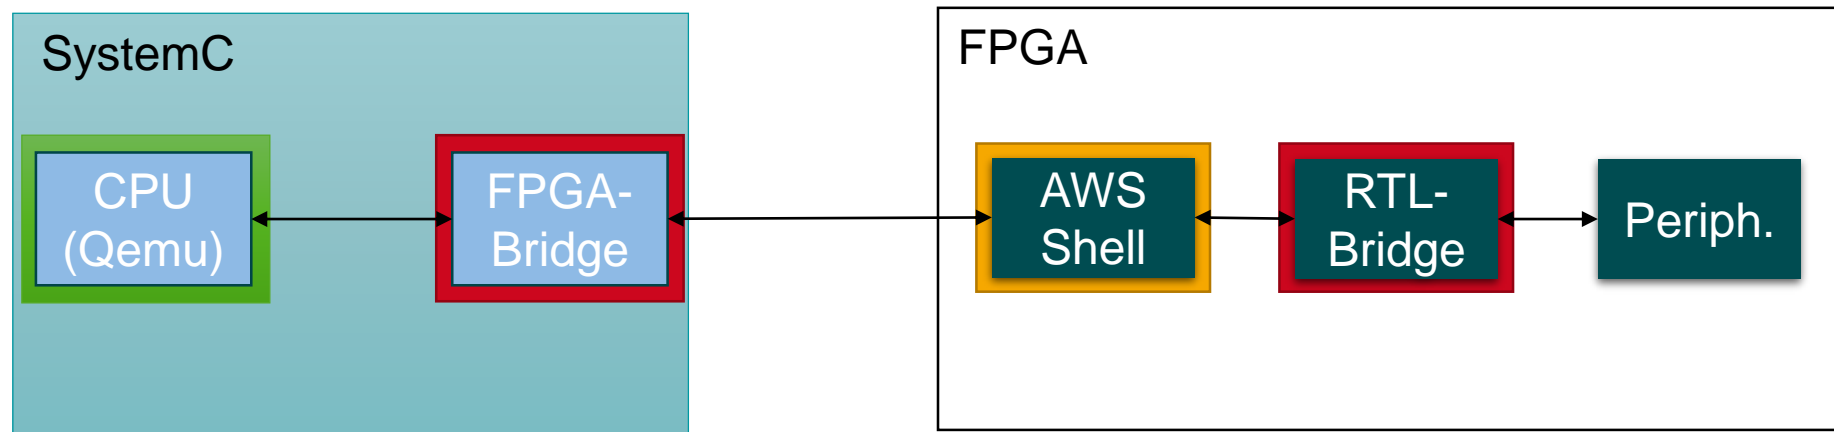 SystemC
CPU
(Qemu)
FPGA-
Bridge
FPGA
AWS
Shell
RTL-
Bridge
Periph.